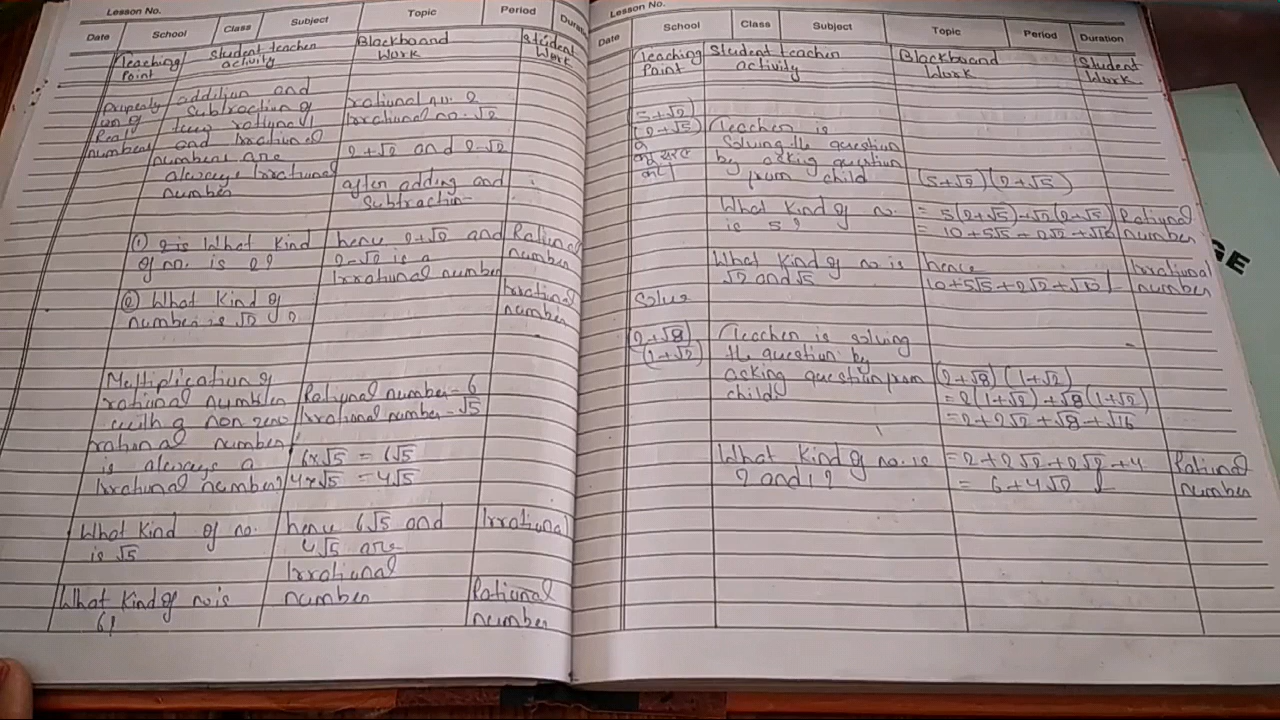 Lesson No.
Date School Class Subject Topic Period Duration
Teaching Point
Student teacher activity
Blackboard Work
Student Work
Real numbers
addition and
Subtraction of
two rational
and Irrational
numbers are
always Irrational
number
rational no. 2
Irrational no. √2
2+√2 and 2-√2
after adding and
Subtraction
① 2 is What Kind
of no. is 2?
hence 2+√2 and
2-√2 is a
Irrational number
Rational
number
② What Kind of
number is √2 ?
Irrational
number
Multiplication of
rational number
with a non zero
rational number
is always a
Irrational number
Rational number - 6
Irrational number - √5
6x√5 = 6√5
4x√5 = 4√5
What Kind of no.
is √5
hence 6√5 and
4√5 are
Irrational
number
Irrational
What Kind of no is
6
Rational
number
Lesson No.
Date School Class Subject Topic Period Duration
Teaching Point
Student teacher activity
Blackboard Work
Student Work
(5+√2)
(2+√5)
Teacher is
Solving the question
by asking question
from child
(5+√2)(2+√5)
What Kind of no.
is 5?
= 5(2+√5)+√2(2+√5)
= 10+5√5+2√2+√10
Rational
number
What Kind of no is
√2 and √5
hence
10+5√5+2√2+√10
Irrational
number
Solve
(2+√8)
(1+√2)
Teacher is solving
the question by
asking question from
child
(2+√8)(1+√2)
= 2(1+√2)+√8(1+√2)
= 2+2√2+√8+√16
What Kind of no. is
2 and 1?
= 2+2√2+2√2+4
= 6+4√2
Rational
number
GE